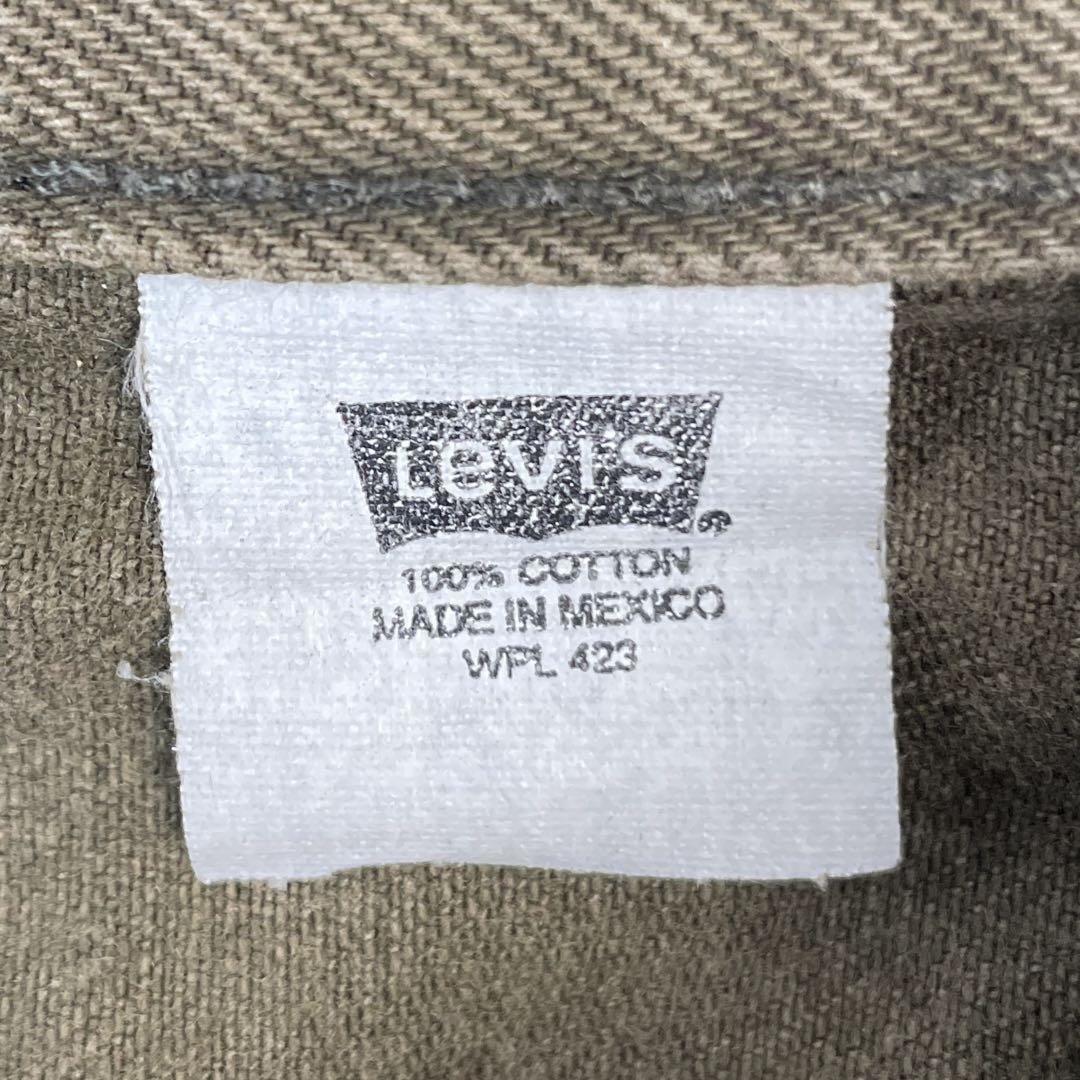 LEVI'S
100% COTTON
MADE IN MEXICO
WPL 423